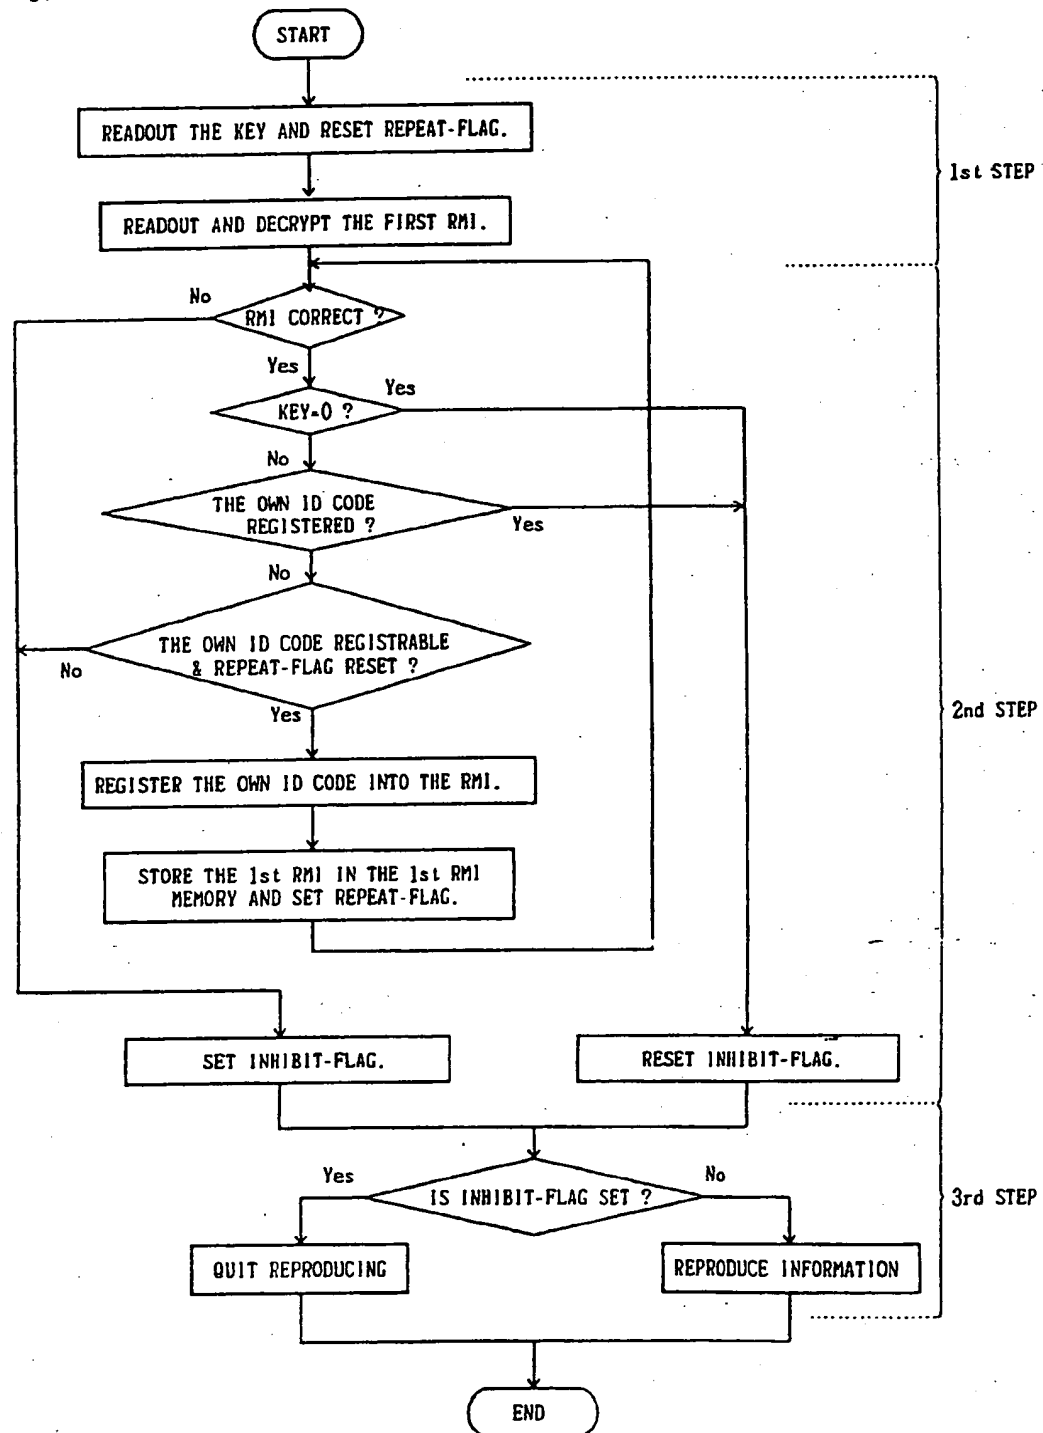 START
READOUT THE KEY AND RESET REPEAT-FLAG.
1st STEP
READOUT AND DECRYPT THE FIRST RMI.
No
RMI CORRECT ?
Yes
Yes
KEY=0 ?
No
THE OWN ID CODE
REGISTERED ?
Yes
No
THE OWN ID CODE REGISTRABLE
& REPEAT-FLAG RESET ?
No
Yes
2nd STEP
REGISTER THE OWN ID CODE INTO THE RMI.
STORE THE 1st RMI IN THE 1st RMI
MEMORY AND SET REPEAT-FLAG.
SET INHIBIT-FLAG.
RESET INHIBIT-FLAG.
Yes
No
IS INHIBIT-FLAG SET ?
3rd STEP
QUIT REPRODUCING
REPRODUCE INFORMATION
END